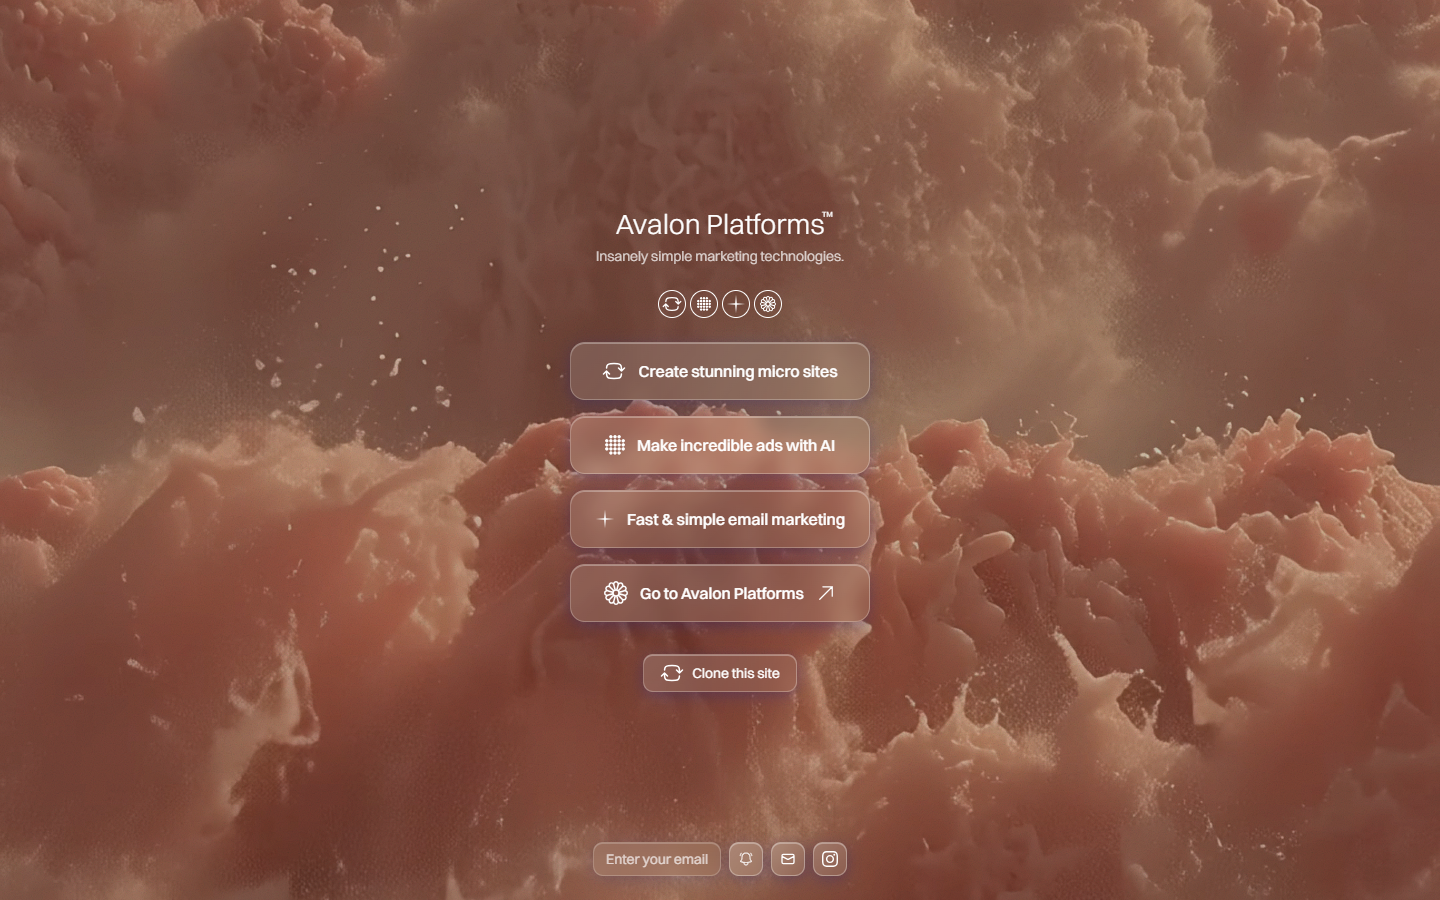 Avalon Platforms™
Insanely simple marketing technologies.
Create stunning micro sites
Make incredible ads with AI
Fast & simple email marketing
Go to Avalon Platforms
Clone this site
Enter your email